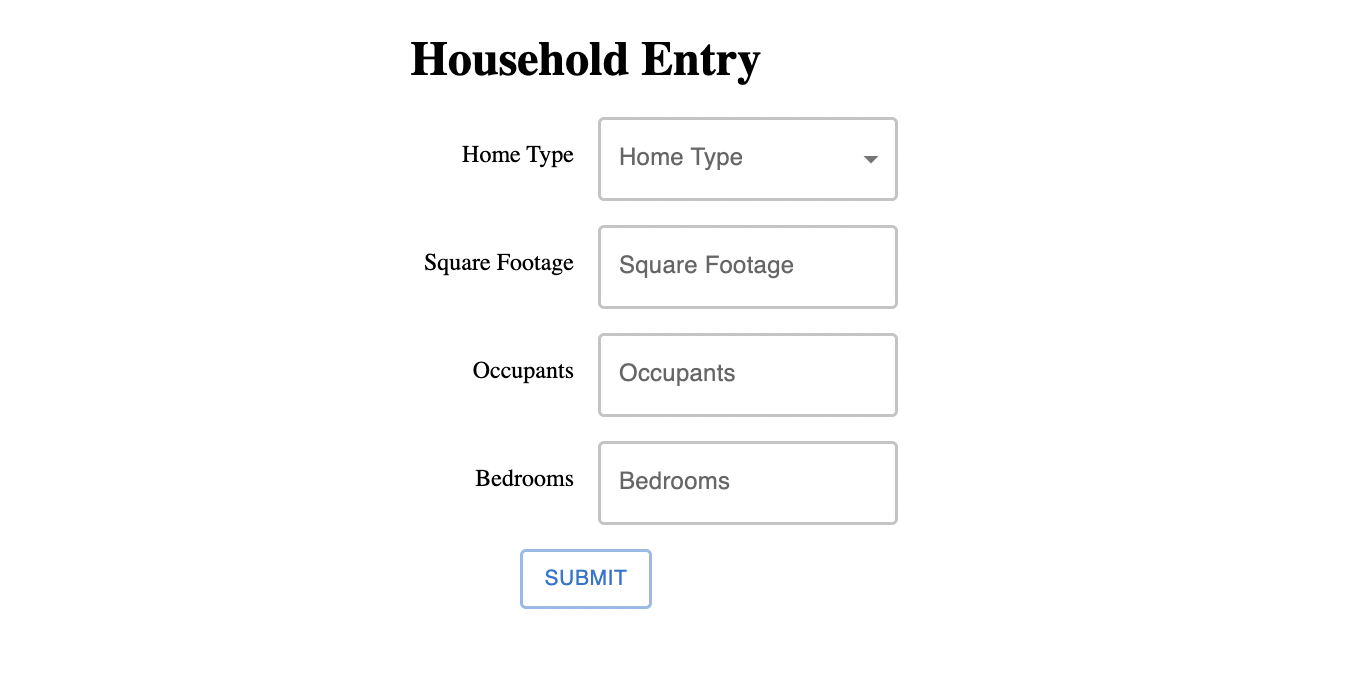 Household Entry
Home Type Home Type
Square Footage Square Footage
Occupants Occupants
Bedrooms Bedrooms
SUBMIT